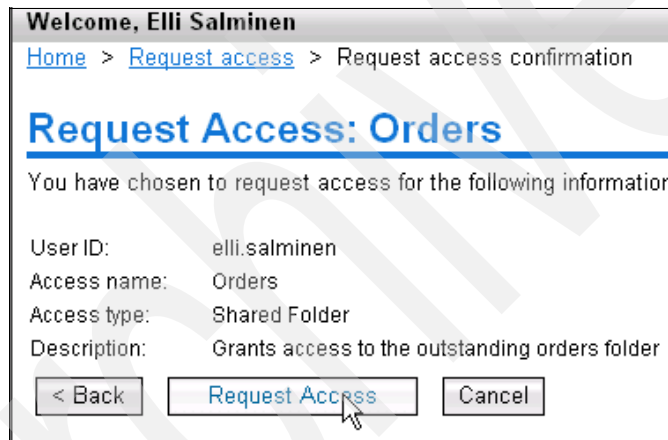 Welcome, Elli Salminen
Home > Request access > Request access confirmation
Request Access: Orders
You have chosen to request access for the following information
User ID: elli.salminen
Access name: Orders
Access type: Shared Folder
Description: Grants access to the outstanding orders folder
< Back Request Access Cancel